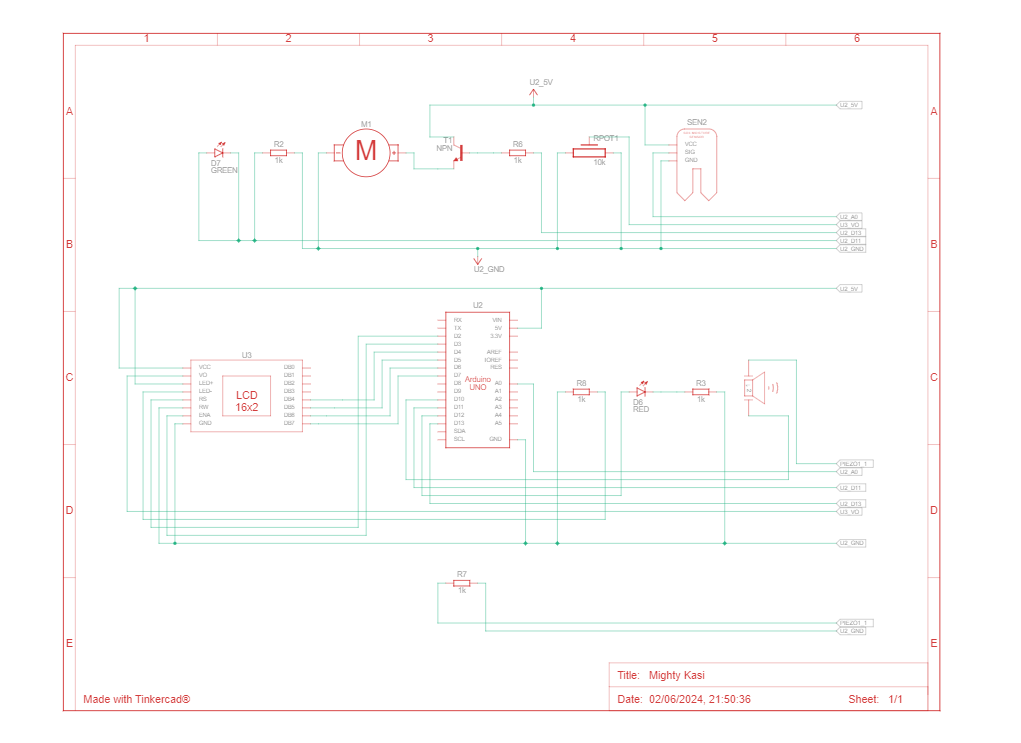 1 2 3 4 5 6
A A
U2_5V
U2_5V
SEN2
M1
M
- +
T1
NPN
R6
1k
RPOT1
10k
VCC
SIG
GND
R2
1k
D7
GREEN
U2_A0
U3_VO
U2_D13
U2_D11
U2_GND
B B
U2_GND
U2_5V
U2
RX VIN
TX 5V
D2 3.3V
D3
D4 AREF
D5 IOREF
D6 RES
D7
D8 A0
D9 A1
D10 A2
D11 A3
D12 A4
D13 A5
SDA
SCL GND
Arduino
UNO
U3
VCC DB0
VO DB1
LED+ DB2
LED- DB3
RS DB4
RW DB5
ENA DB6
GND DB7
LCD
16x2
C C
R8
1k
D6
RED
R3
1k
PIEZO1_1
U2_A0
U2_D11
U2_D13
U3_VO
U2_GND
D D
R7
1k
PIEZO1_1
U2_GND
E E
Title: Mighty Kasi
Made with Tinkercad®
Date: 02/06/2024, 21:50:36
Sheet: 1/1